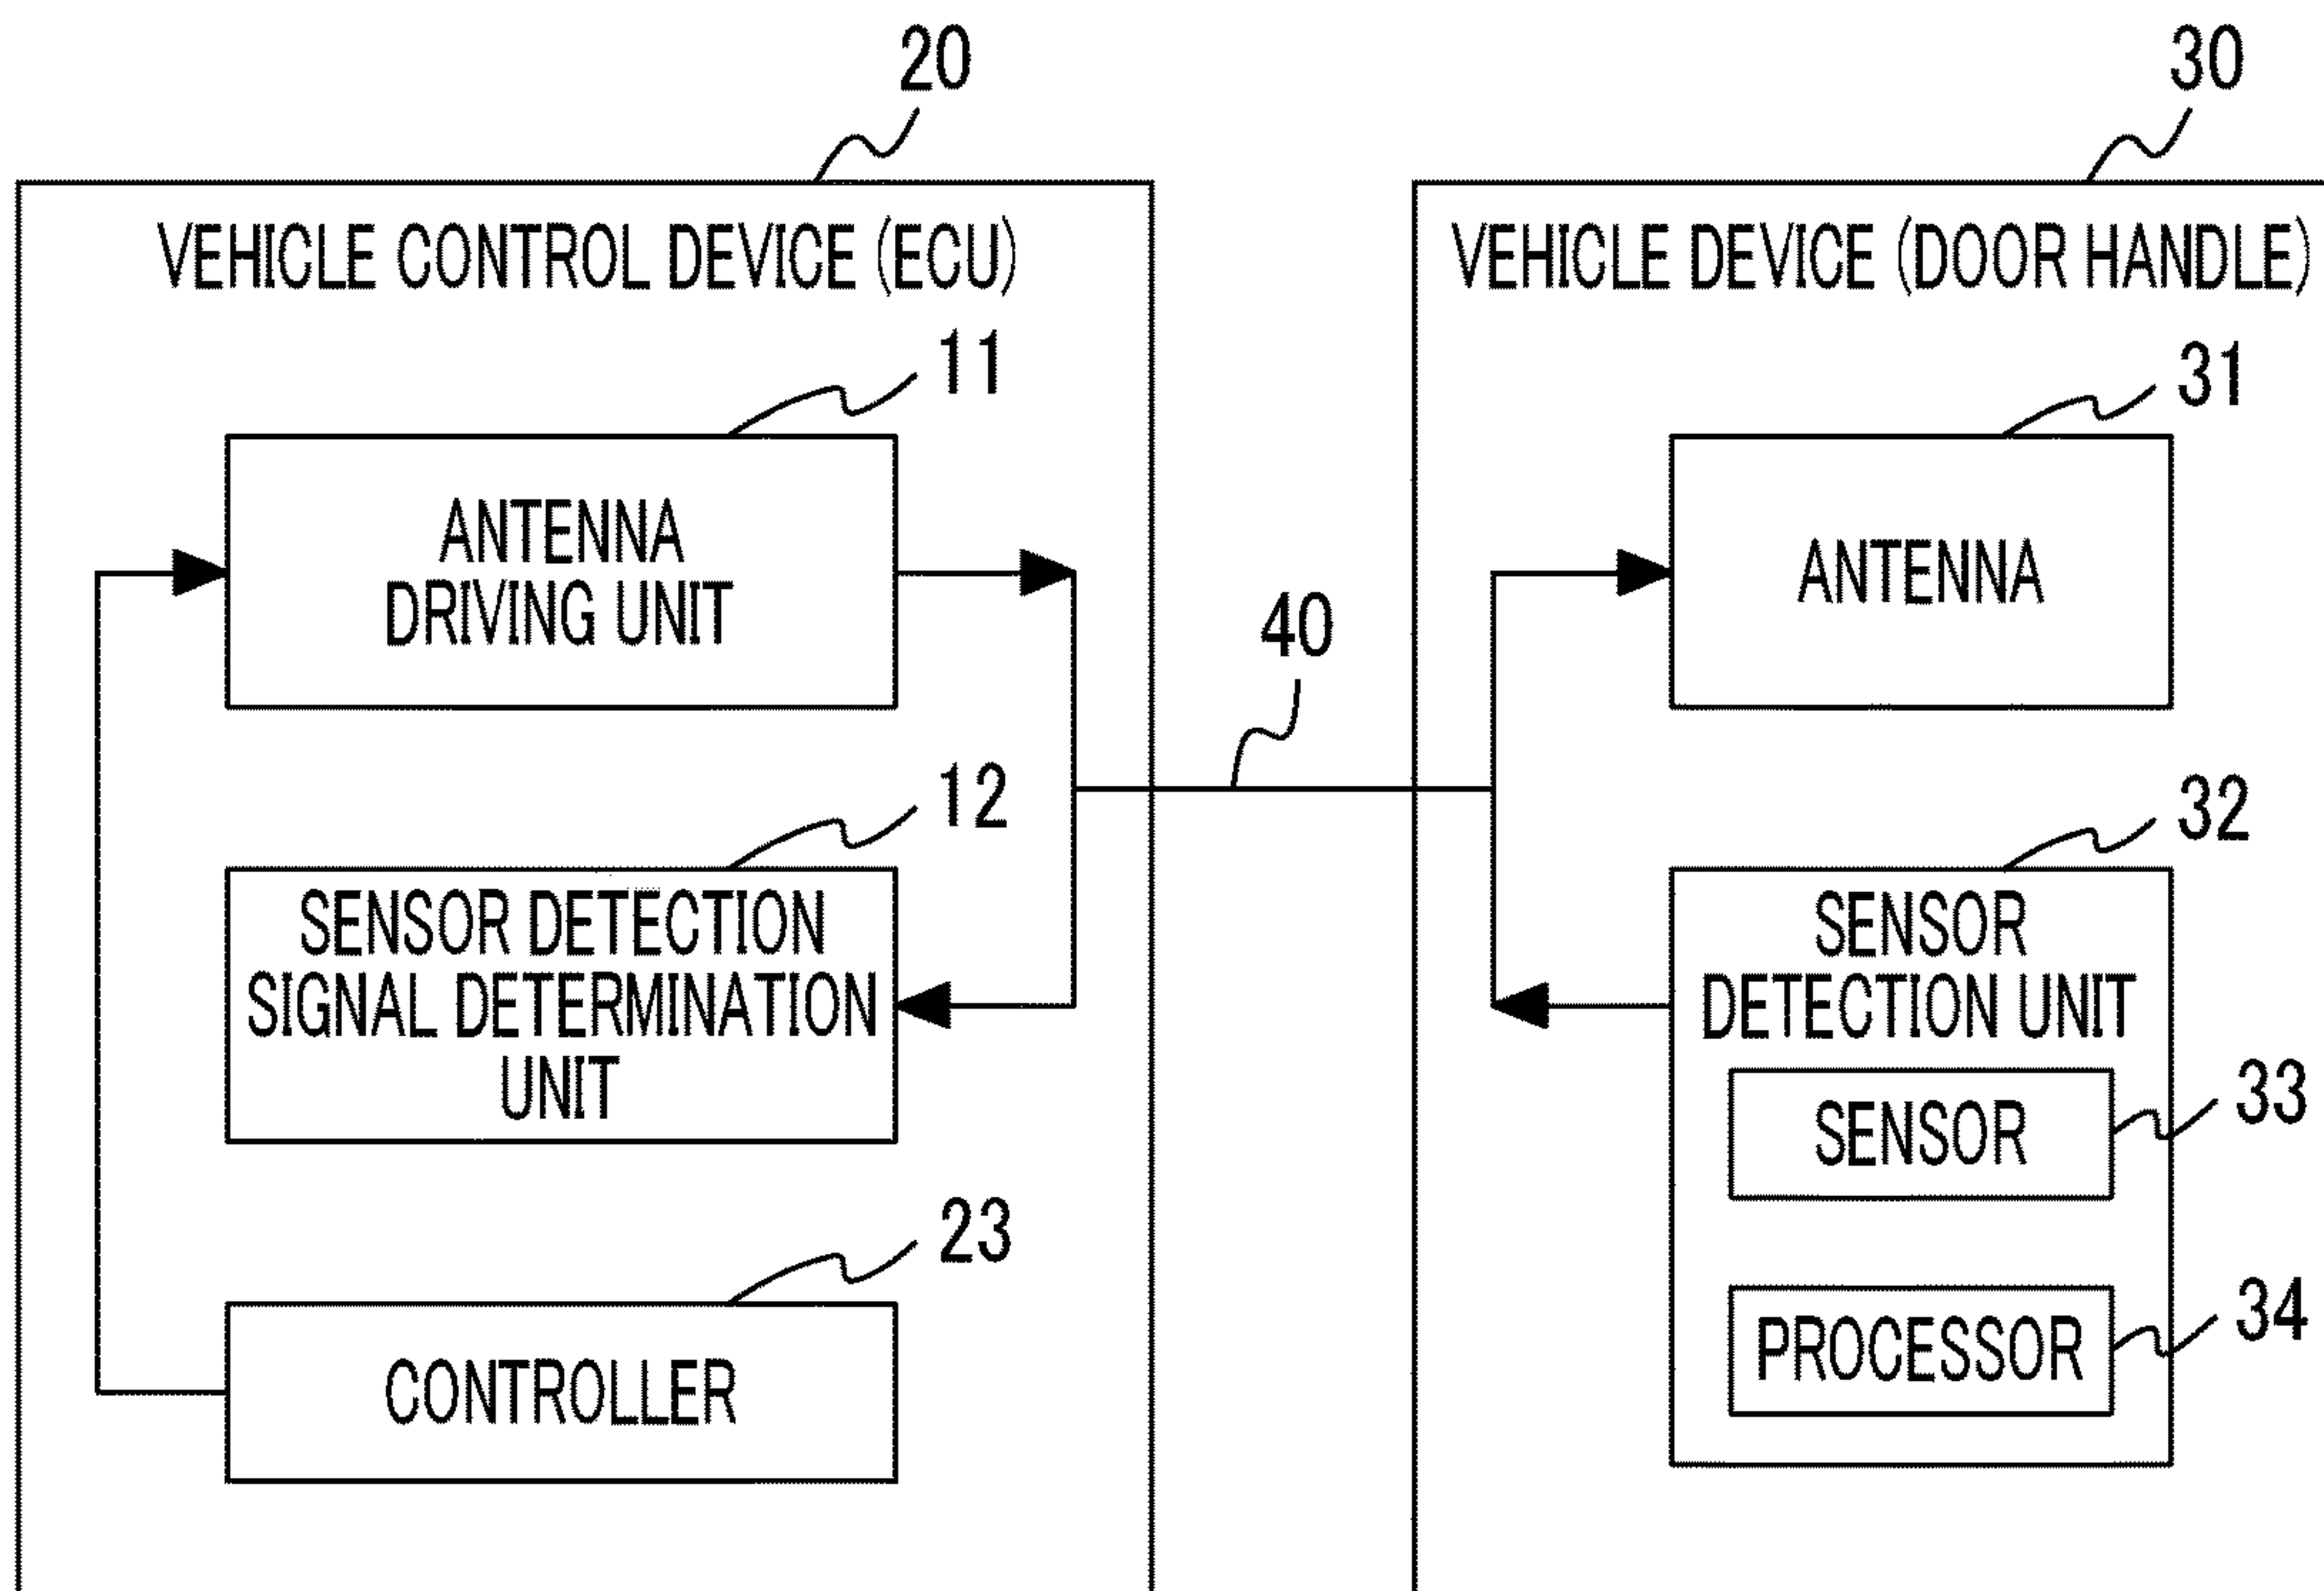 20
30
VEHICLE CONTROL DEVICE (ECU)
VEHICLE DEVICE (DOOR HANDLE)
11
31
ANTENNA
DRIVING UNIT
ANTENNA
40
12
32
SENSOR DETECTION
SIGNAL DETERMINATION
UNIT
SENSOR
DETECTION UNIT
33
SENSOR
23
34
CONTROLLER
PROCESSOR